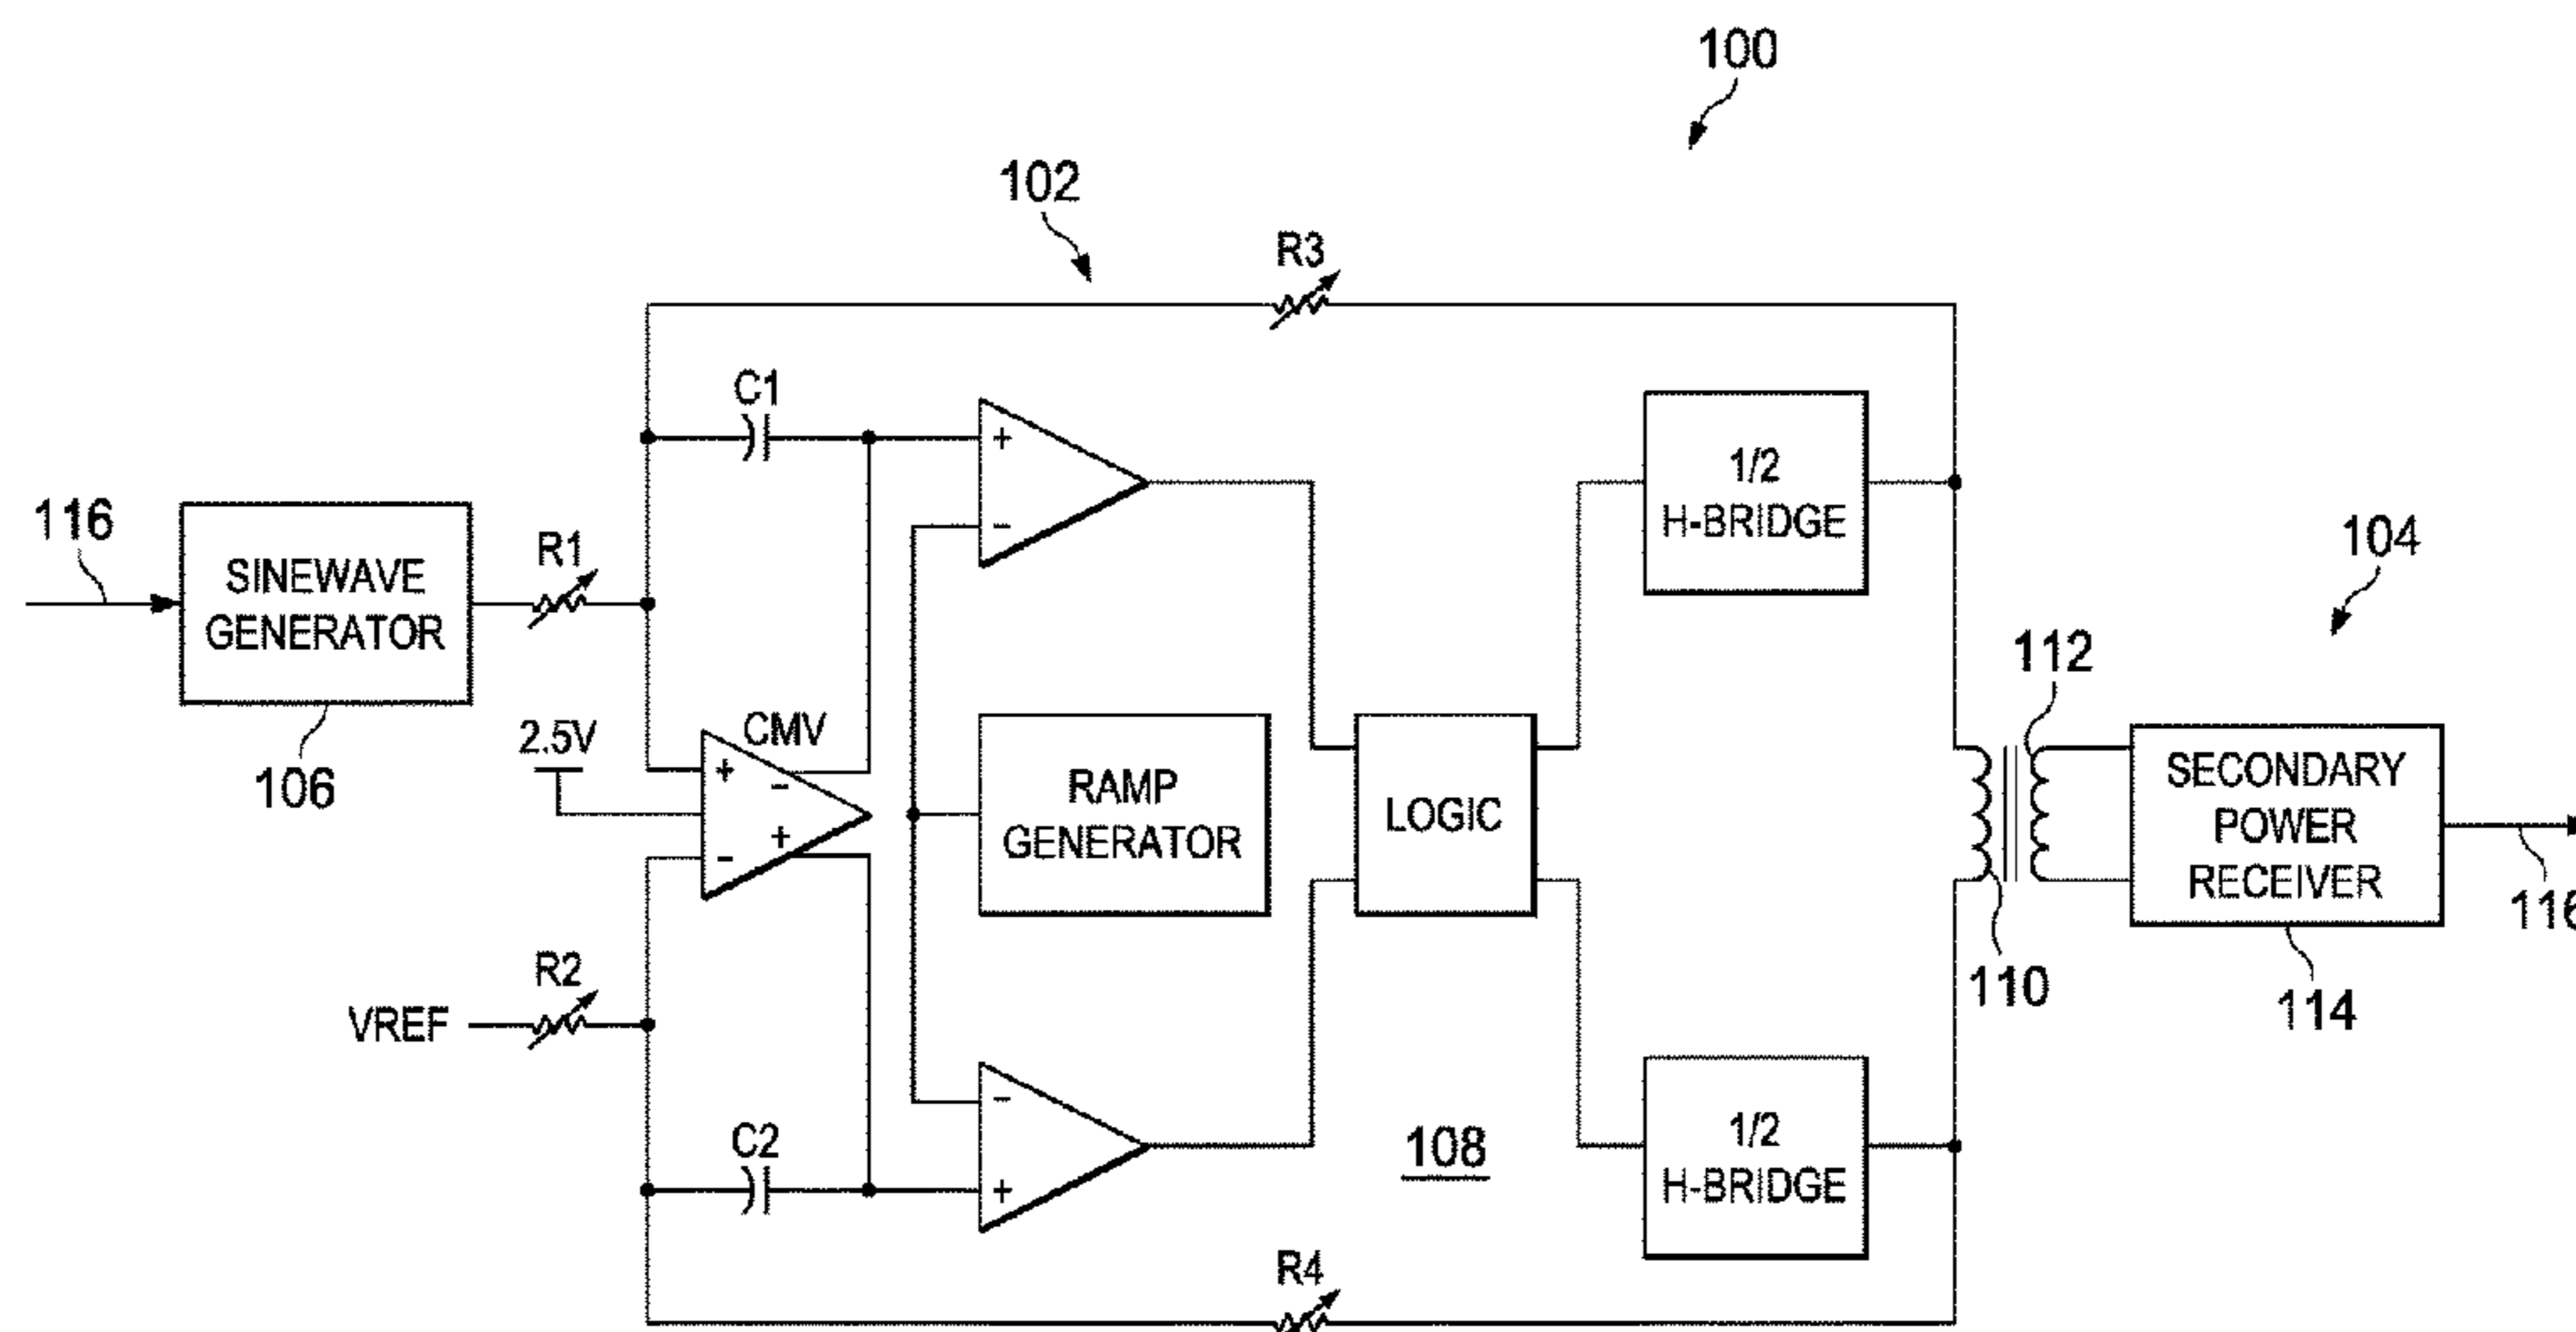 100
102
R3
C1
+
-
1/2
H-BRIDGE
116
SINEWAVE
GENERATOR
R1
104
112
2.5V
CMV
+
-
+
-
106
RAMP
GENERATOR
LOGIC
SECONDARY
POWER
RECEIVER
116
110
114
VREF
R2
C2
-
+
108
1/2
H-BRIDGE
R4